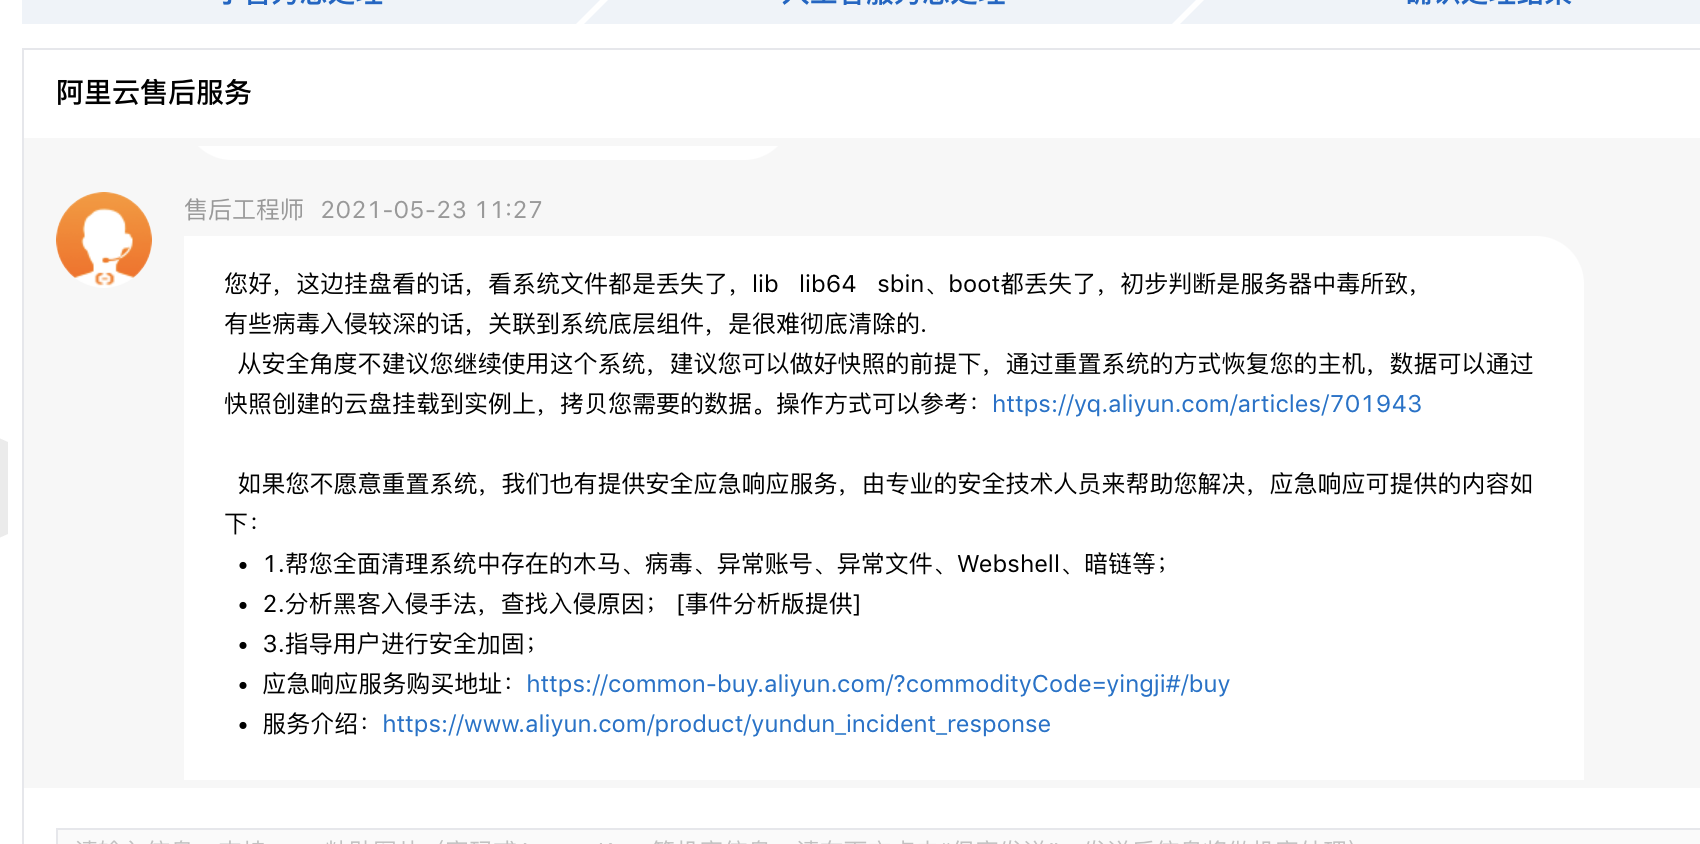 阿里云售后服务
售后工程师 2021-05-23 11:27
您好，这边挂盘看的话，看系统文件都是丢失了，lib lib64 sbin、boot都丢失了，初步判断是服务器中毒所致，
有些病毒入侵较深的话，关联到系统底层组件，是很难彻底清除的.
从安全角度不建议您继续使用这个系统，建议您可以做好快照的前提下，通过重置系统的方式恢复您的主机，数据可以通过
快照创建的云盘挂载到实例上，拷贝您需要的数据。操作方式可以参考：https://yq.aliyun.com/articles/701943
如果您不愿意重置系统，我们也有提供安全应急响应服务，由专业的安全技术人员来帮助您解决，应急响应可提供的内容如
下：
• 1.帮您全面清理系统中存在的木马、病毒、异常账号、异常文件、Webshell、暗链等；
• 2.分析黑客入侵手法，查找入侵原因； [事件分析版提供]
• 3.指导用户进行安全加固；
• 应急响应服务购买地址：https://common-buy.aliyun.com/?commodityCode=yingji#/buy
• 服务介绍：https://www.aliyun.com/product/yundun_incident_response